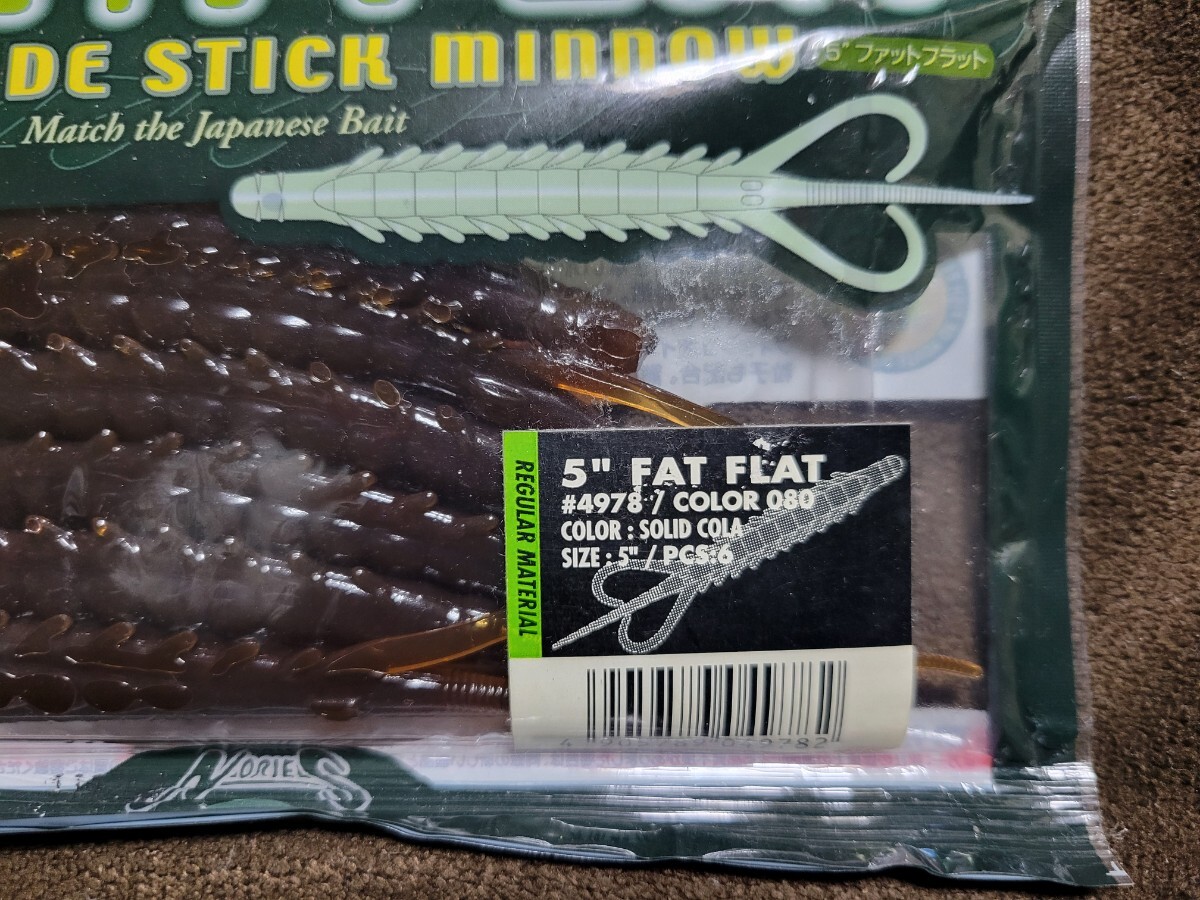 DE STICK MINNOW
5" ファットフラット
Match the Japanese Bait
REGULAR MATERIAL
5" FAT FLAT
#4978 / COLOR 080
COLOR : SOLID COLA
SIZE : 5" / PCS:6
NORIES